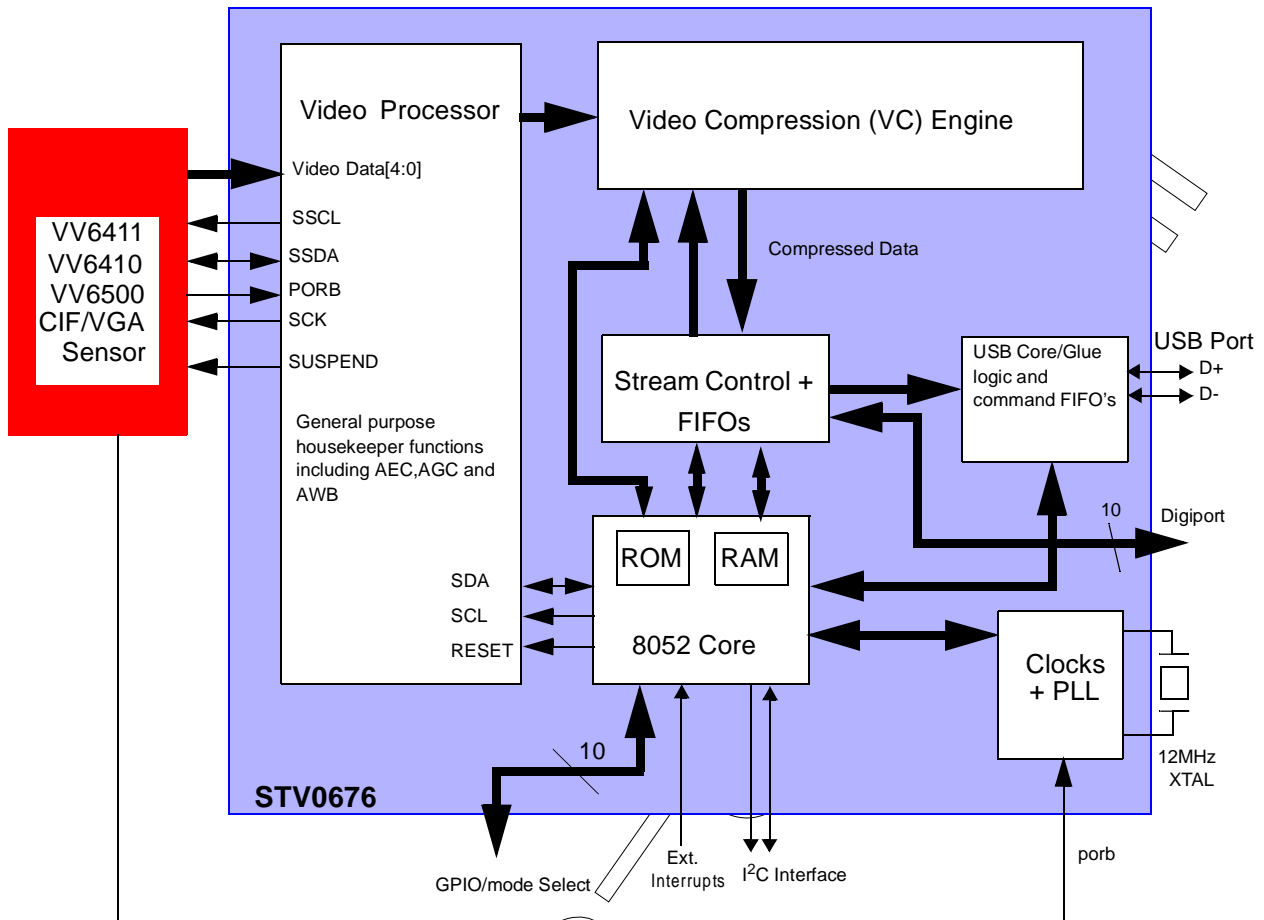 Video Processor
Video Compression (VC) Engine
Video Data[4:0]
SSCL
SSDA
PORB
SCK
SUSPEND
VV6411
VV6410
VV6500
CIF/VGA
Sensor
General purpose
housekeeper functions
including AEC,AGC and
AWB
Compressed Data
Stream Control +
FIFOs
USB Core/Glue
logic and
command FIFO's
USB Port
D+
D-
10
Digiport
ROM
RAM
8052 Core
SDA
SCL
RESET
Clocks
+ PLL
12MHz
XTAL
10
STV0676
GPIO/mode Select
Ext.
Interrupts
I²C Interface
porb